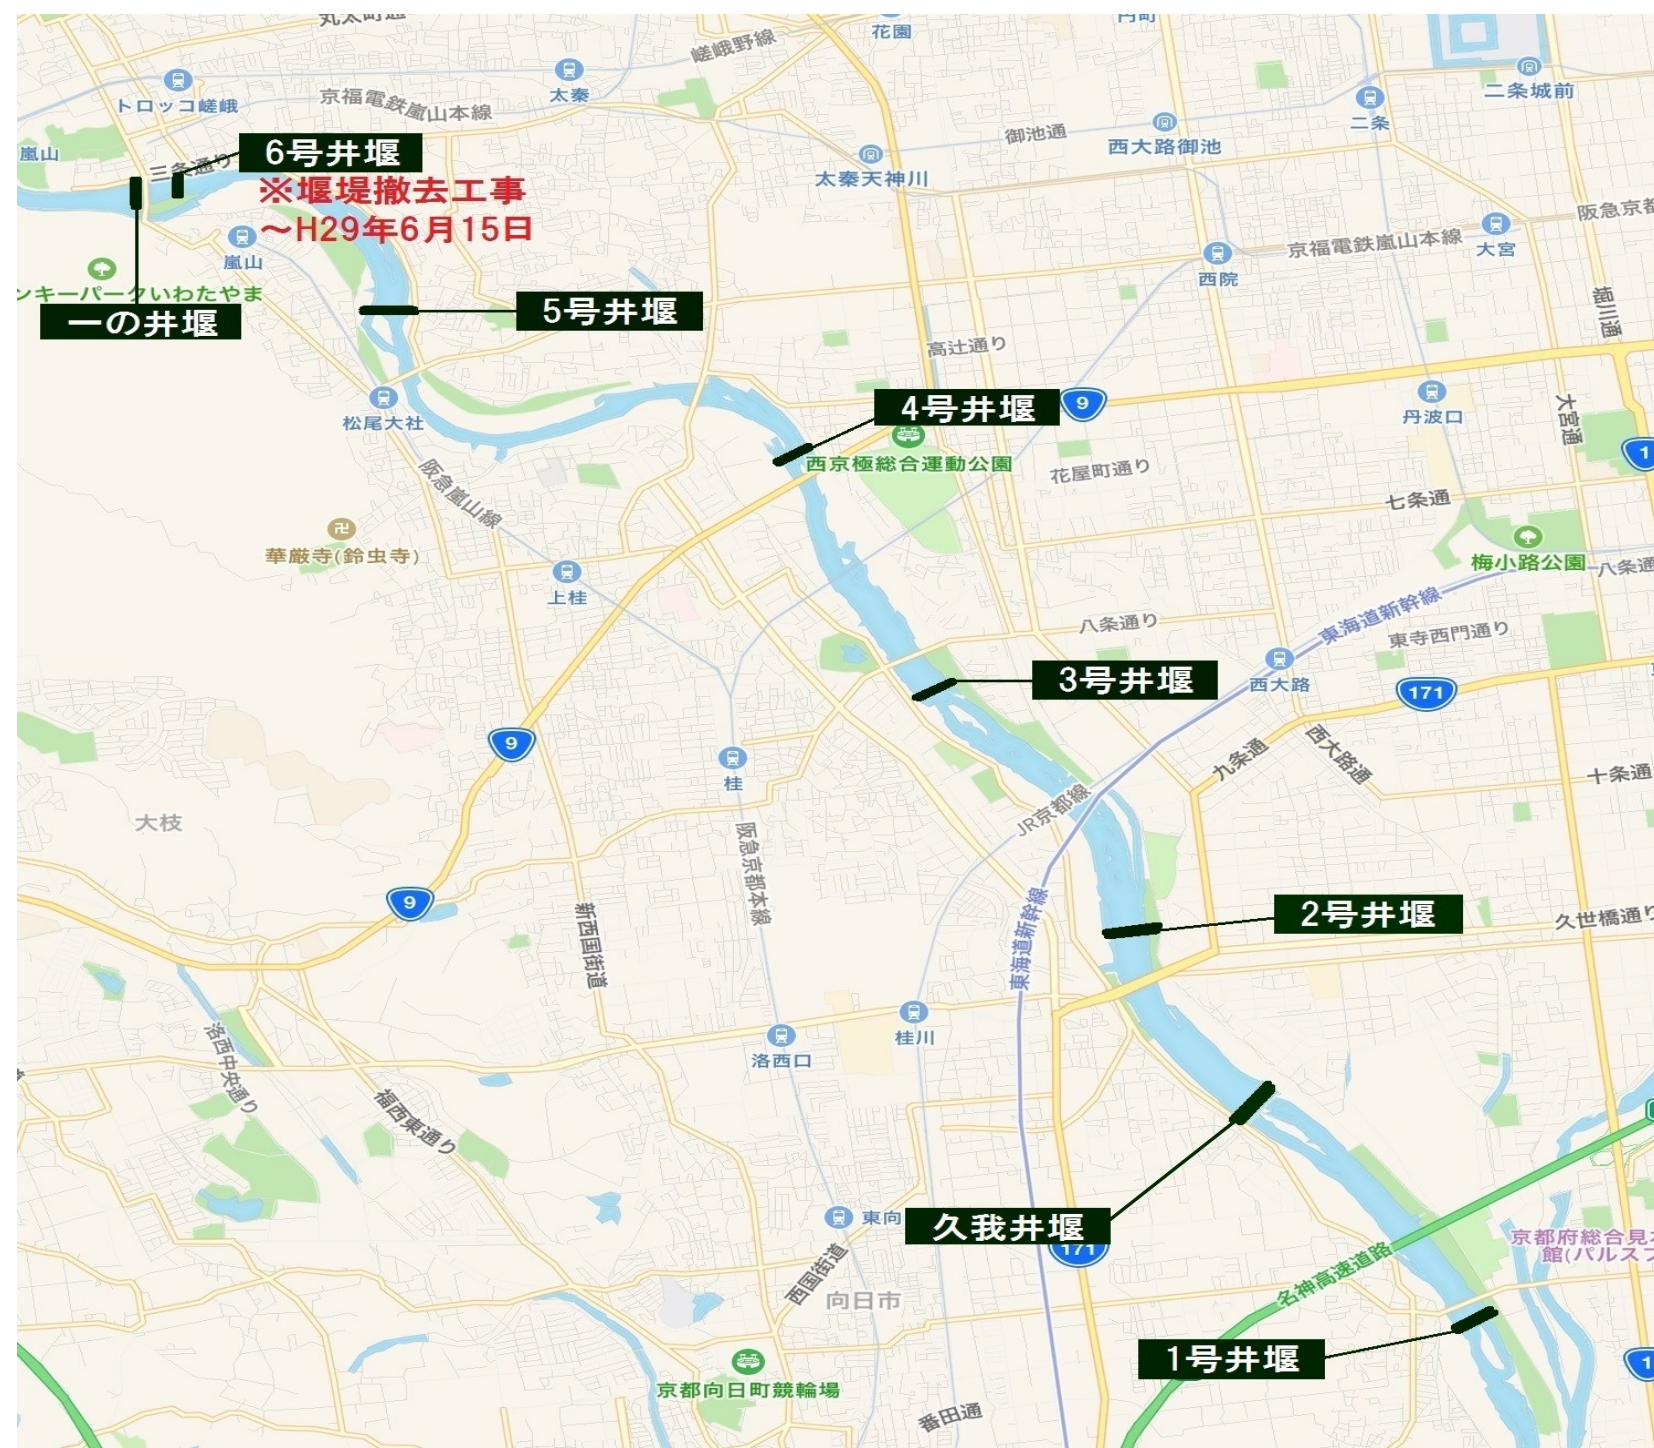 丸太町通
花園
円町
嵯峨野線
トロッコ嵯峨
太秦
京福電鉄嵐山本線
二条城前
二条
御池通
西大路御池
嵐山
三条通り
6号井堰
太秦天神川
※堰堤撤去工事
～H29年6月15日
阪急京都
京福電鉄嵐山本線
大宮
嵐山
西院
ンキーパークいわたやま
一の井堰
5号井堰
堀川通
高辻通り
4号井堰
9
丹波口
大宮通
松尾大社
1
西京極総合運動公園
花屋町通り
阪急嵐山線
七条通
華厳寺(鈴虫寺)
梅小路公園
八条通
上桂
東海道新幹線
八条通り
東寺西門通り
3号井堰
西大路
171
9
九条通
西大路通
桂
十条通
JR京都線
大枝
阪急京都本線
9
新西国街道
東海道新幹線
2号井堰
久世橋通り
洛西中央通り
桂川
洛西口
福西東通り
久我井堰
東向
171
京都府総合見本
館(パルスプ
西国街道
名神高速道路
向日市
1号井堰
1
京都向日町競輪場
番田通